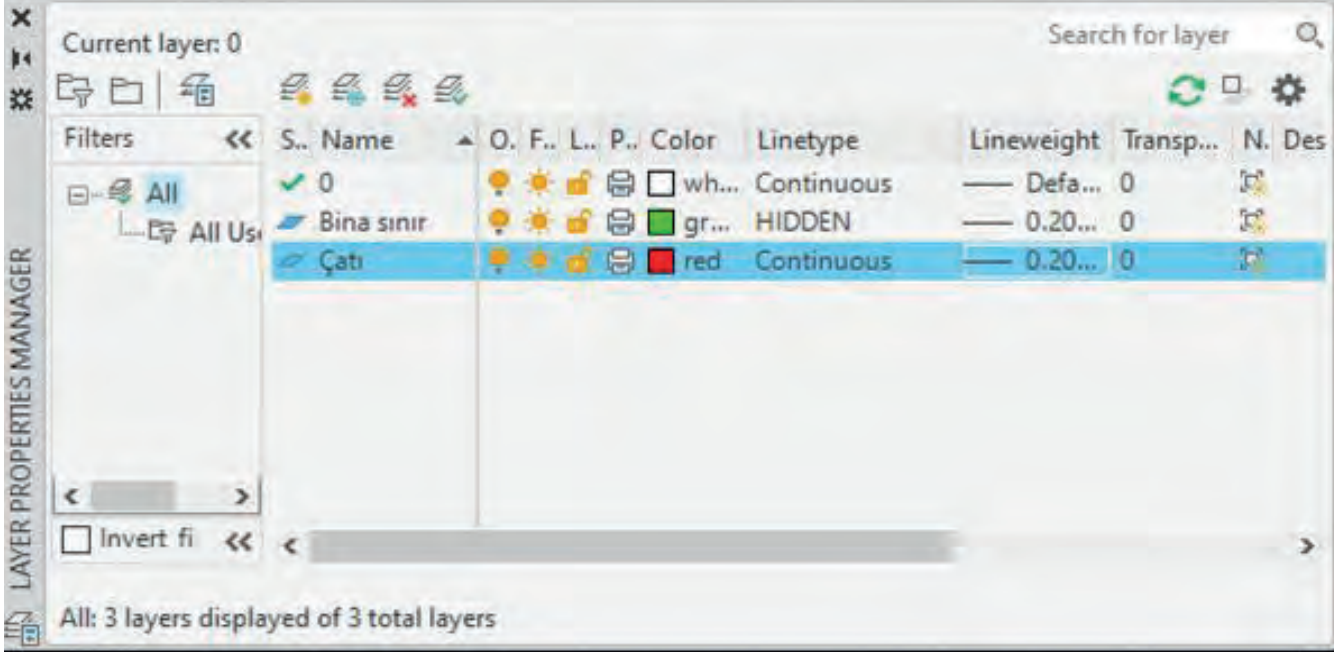 Current layer: 0
Search for layer
Filters
S.. Name O. F.. L.. P.. Color Linetype Lineweight Transp... N. Des
All
All Use
0 wh... Continuous Defa... 0
Bina sınır gr... HIDDEN 0.20... 0
Çatı red Continuous 0.20... 0
Invert fi
All: 3 layers displayed of 3 total layers
LAYER PROPERTIES MANAGER